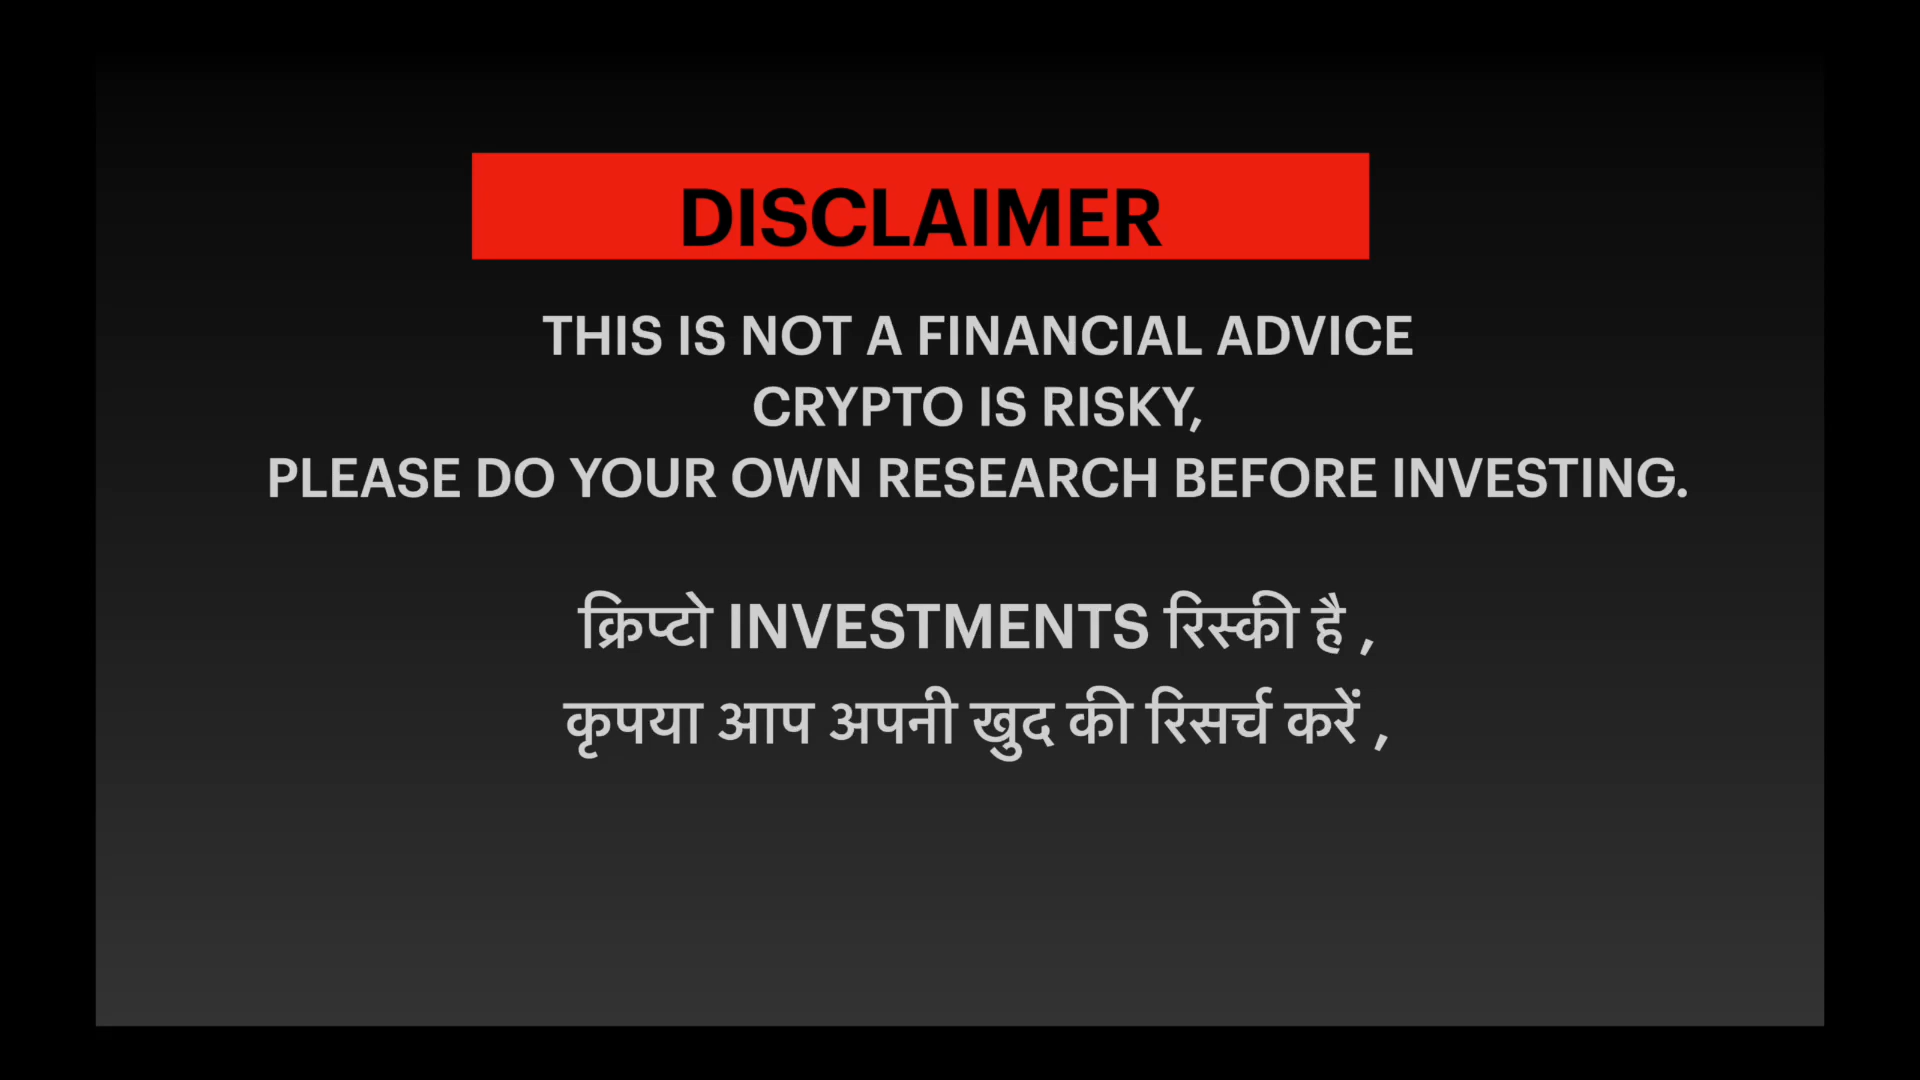 DISCLAIMER
THIS IS NOT A FINANCIAL ADVICE
CRYPTO IS RISKY,
PLEASE DO YOUR OWN RESEARCH BEFORE INVESTING.
क्रिप्टो INVESTMENTS रिस्की है ,
कृपया आप अपनी खुद की रिसर्च करें ,